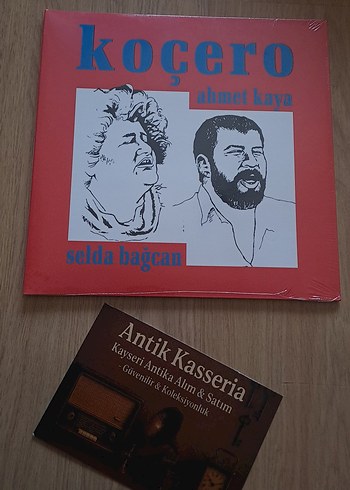 koçero
ahmet kaya
selda bağcan
Antik Kasseria
Kayseri Antika Alım & Satım
- Güvenilir & Koleksiyonluk